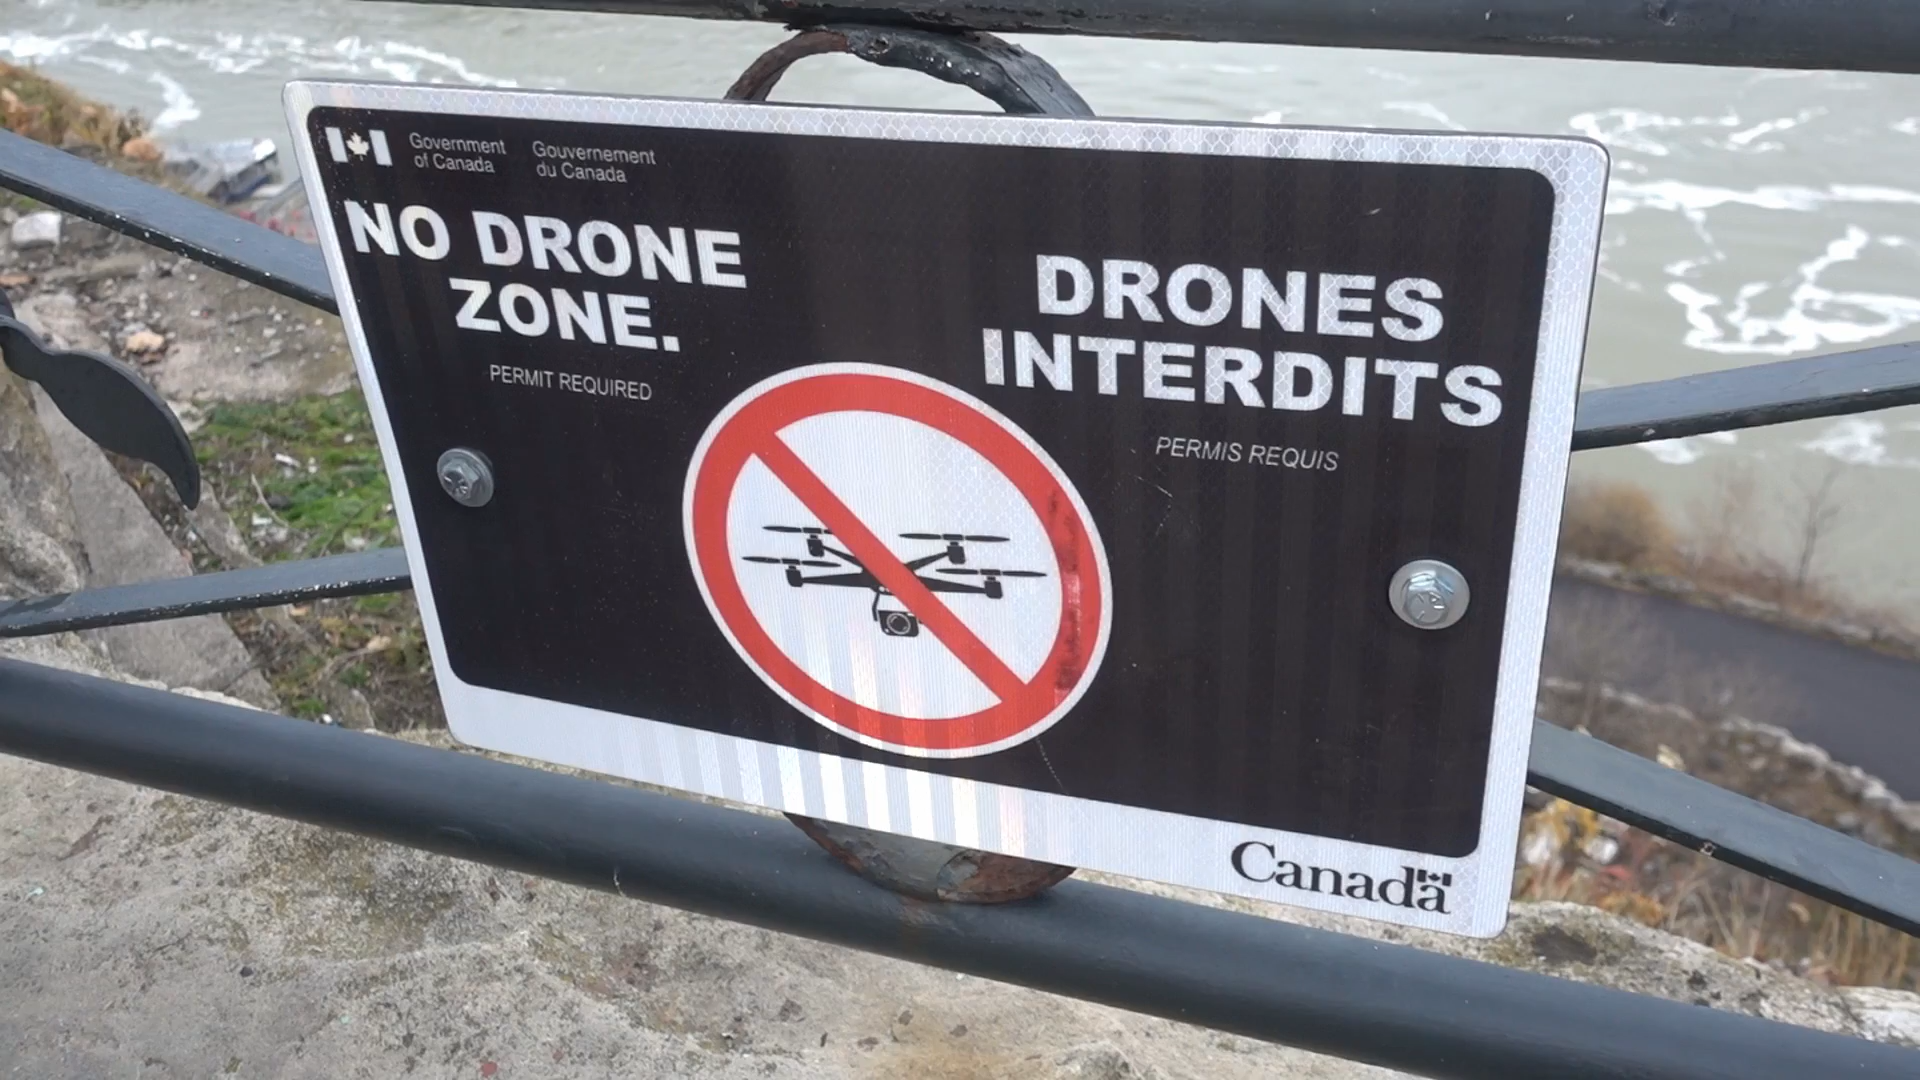 Government
of Canada
Gouvernement
du Canada
NO DRONE
ZONE.
PERMIT REQUIRED
DRONES
INTERDITS
PERMIS REQUIS
Canada